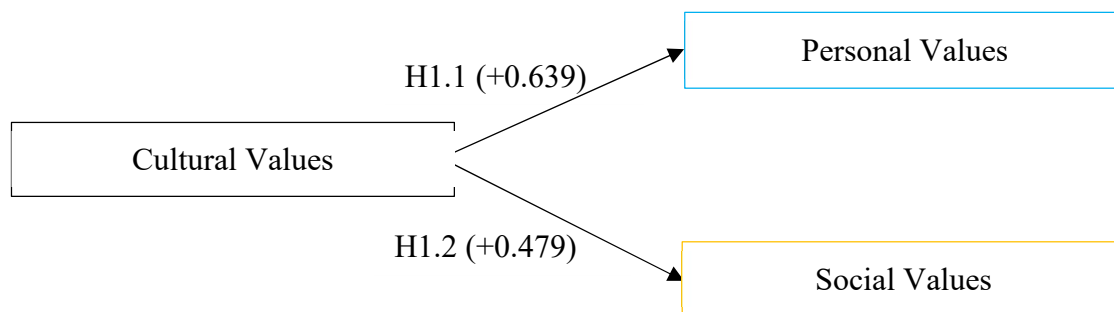 Personal Values
H1.1 (+0.639)
Cultural Values
H1.2 (+0.479)
Social Values